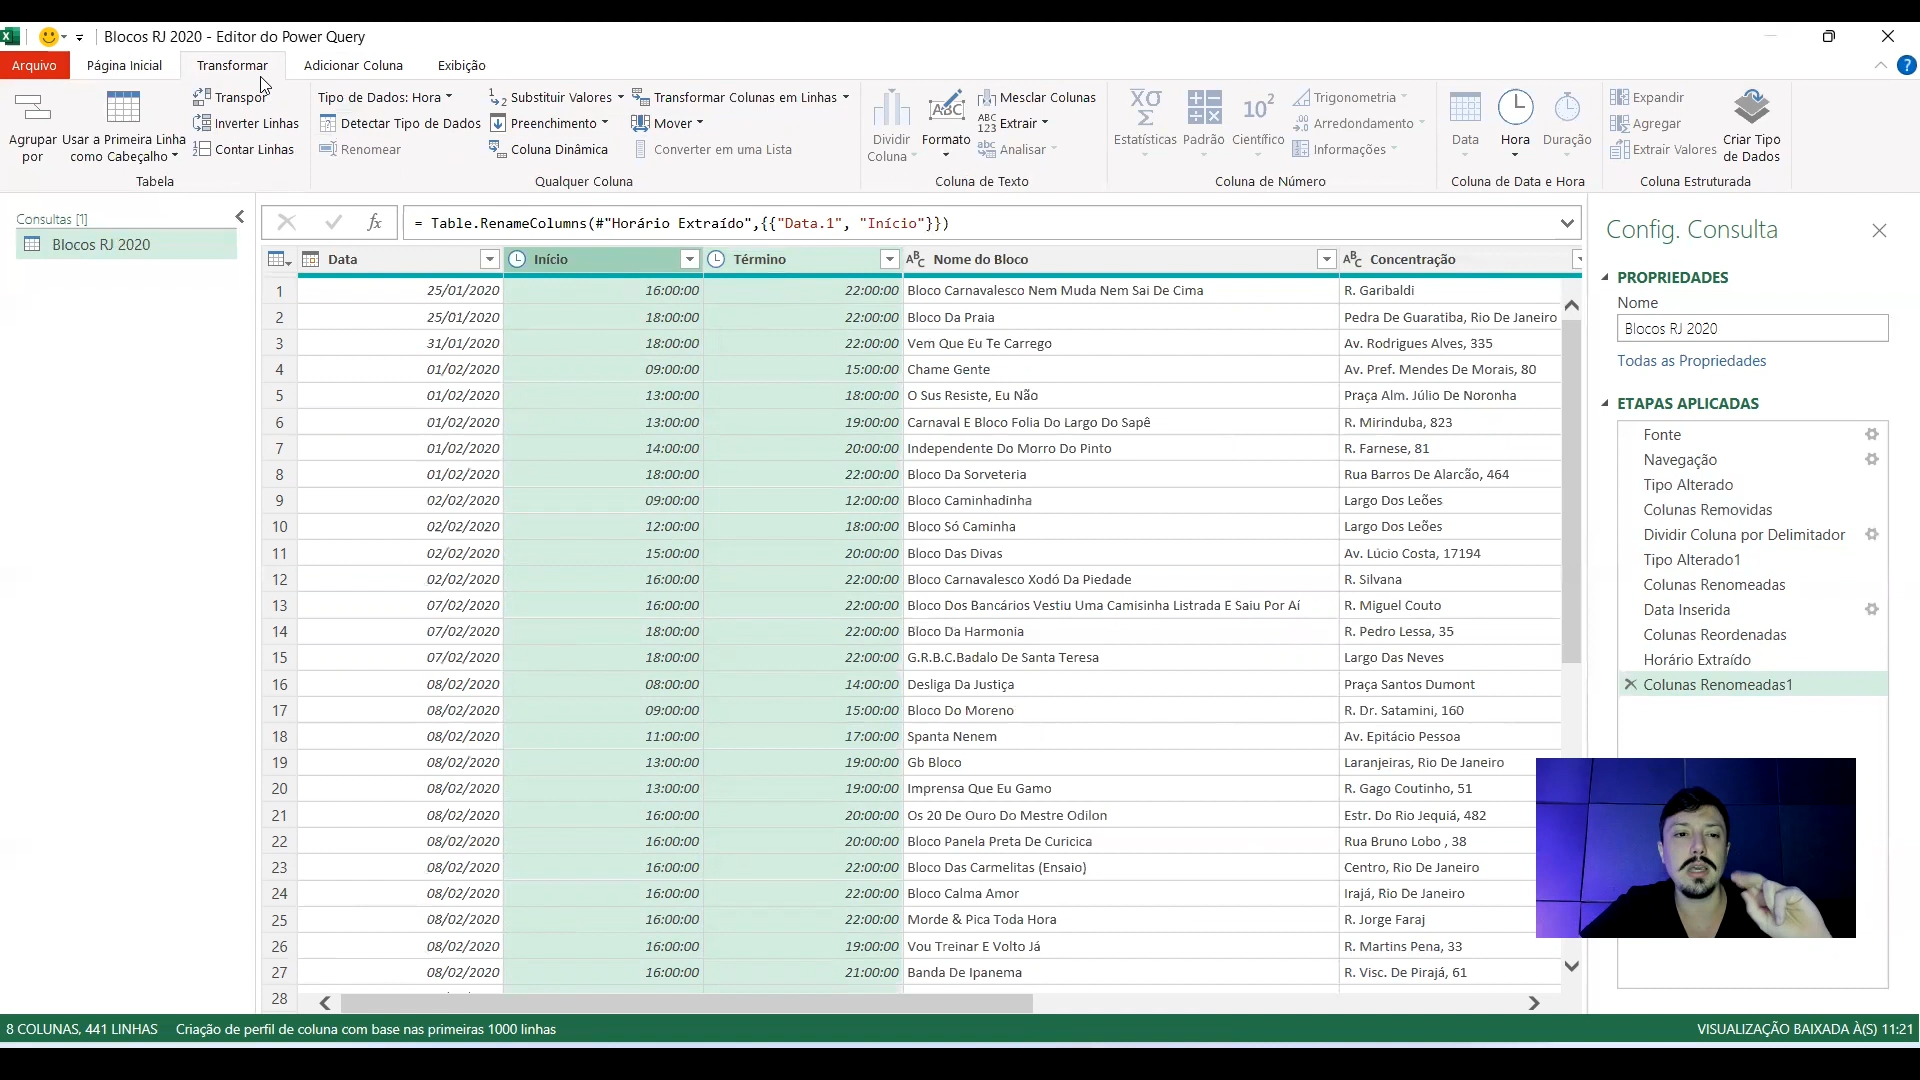 Blocos RJ 2020 - Editor do Power Query
Arquivo
Página Inicial
Transformar
Adicionar Coluna
Exibição
?
Agrupar
por
Usar a Primeira Linha
como Cabeçalho
Transpor
Inverter Linhas
Contar Linhas
Tabela
Tipo de Dados: Hora
Detectar Tipo de Dados
Renomear
Substituir Valores
Preenchimento
Coluna Dinâmica
Transformar Colunas em Linhas
Mover
Converter em uma Lista
Qualquer Coluna
Dividir
Coluna
Formato
Mesclar Colunas
Extrair
Analisar
Coluna de Texto
Estatísticas
Padrão
Científico
Trigonometria
Arredondamento
Informações
Coluna de Número
Data
Hora
Duração
Coluna de Data e Hora
Expandir
Agregar
Extrair Valores
Criar Tipo
de Dados
Coluna Estruturada
Consultas [1]
Blocos RJ 2020
fx
= Table.RenameColumns(#"Horário Extraído",{{"Data.1", "Início"}})
Data Início Término Nome do Bloco Concentração
1 25/01/2020 16:00:00 22:00:00 Bloco Carnavalesco Nem Muda Nem Sai De Cima R. Garibaldi
2 25/01/2020 18:00:00 22:00:00 Bloco Da Praia Pedra De Guaratiba, Rio De Janeiro
3 31/01/2020 18:00:00 22:00:00 Vem Que Eu Te Carrego Av. Rodrigues Alves, 335
4 01/02/2020 09:00:00 15:00:00 Chame Gente Av. Pref. Mendes De Morais, 80
5 01/02/2020 13:00:00 18:00:00 O Sus Resiste, Eu Não Praça Alm. Júlio De Noronha
6 01/02/2020 13:00:00 19:00:00 Carnaval E Bloco Folia Do Largo Do Sapê R. Mirinduba, 823
7 01/02/2020 14:00:00 20:00:00 Independente Do Morro Do Pinto R. Farnese, 81
8 01/02/2020 18:00:00 22:00:00 Bloco Da Sorveteria Rua Barros De Alarcão, 464
9 02/02/2020 09:00:00 12:00:00 Bloco Caminhadinha Largo Dos Leões
10 02/02/2020 12:00:00 18:00:00 Bloco Só Caminha Largo Dos Leões
11 02/02/2020 15:00:00 20:00:00 Bloco Das Divas Av. Lúcio Costa, 17194
12 02/02/2020 16:00:00 22:00:00 Bloco Carnavalesco Xodó Da Piedade R. Silvana
13 07/02/2020 16:00:00 22:00:00 Bloco Dos Bancários Vestiu Uma Camisinha Listrada E Saiu Por Aí R. Miguel Couto
14 07/02/2020 18:00:00 22:00:00 Bloco Da Harmonia R. Pedro Lessa, 35
15 07/02/2020 18:00:00 22:00:00 G.R.B.C.Badalo De Santa Teresa Largo Das Neves
16 08/02/2020 08:00:00 14:00:00 Desliga Da Justiça Praça Santos Dumont
17 08/02/2020 09:00:00 15:00:00 Bloco Do Moreno R. Dr. Satamini, 160
18 08/02/2020 11:00:00 17:00:00 Spanta Nenem Av. Epitácio Pessoa
19 08/02/2020 13:00:00 19:00:00 Gb Bloco Laranjeiras, Rio De Janeiro
20 08/02/2020 13:00:00 19:00:00 Imprensa Que Eu Gamo R. Gago Coutinho, 51
21 08/02/2020 16:00:00 20:00:00 Os 20 De Ouro Do Mestre Odilon Estr. Do Rio Jequiá, 482
22 08/02/2020 16:00:00 20:00:00 Bloco Panela Preta De Curicica Rua Bruno Lobo , 38
23 08/02/2020 16:00:00 22:00:00 Bloco Das Carmelitas (Ensaio) Centro, Rio De Janeiro
24 08/02/2020 16:00:00 22:00:00 Bloco Calma Amor Irajá, Rio De Janeiro
25 08/02/2020 16:00:00 22:00:00 Morde & Pica Toda Hora R. Jorge Faraj
26 08/02/2020 16:00:00 19:00:00 Vou Treinar E Volto Já R. Martins Pena, 33
27 08/02/2020 16:00:00 21:00:00 Banda De Ipanema R. Visc. De Pirajá, 61
28
Config. Consulta
PROPRIEDADES
Nome
Blocos RJ 2020
Todas as Propriedades
ETAPAS APLICADAS
Fonte
Navegação
Tipo Alterado
Colunas Removidas
Dividir Coluna por Delimitador
Tipo Alterado1
Colunas Renomeadas
Data Inserida
Colunas Reordenadas
Horário Extraído
Colunas Renomeadas1
8 COLUNAS, 441 LINHAS Criação de perfil de coluna com base nas primeiras 1000 linhas
VISUALIZAÇÃO BAIXADA À(S) 11:21